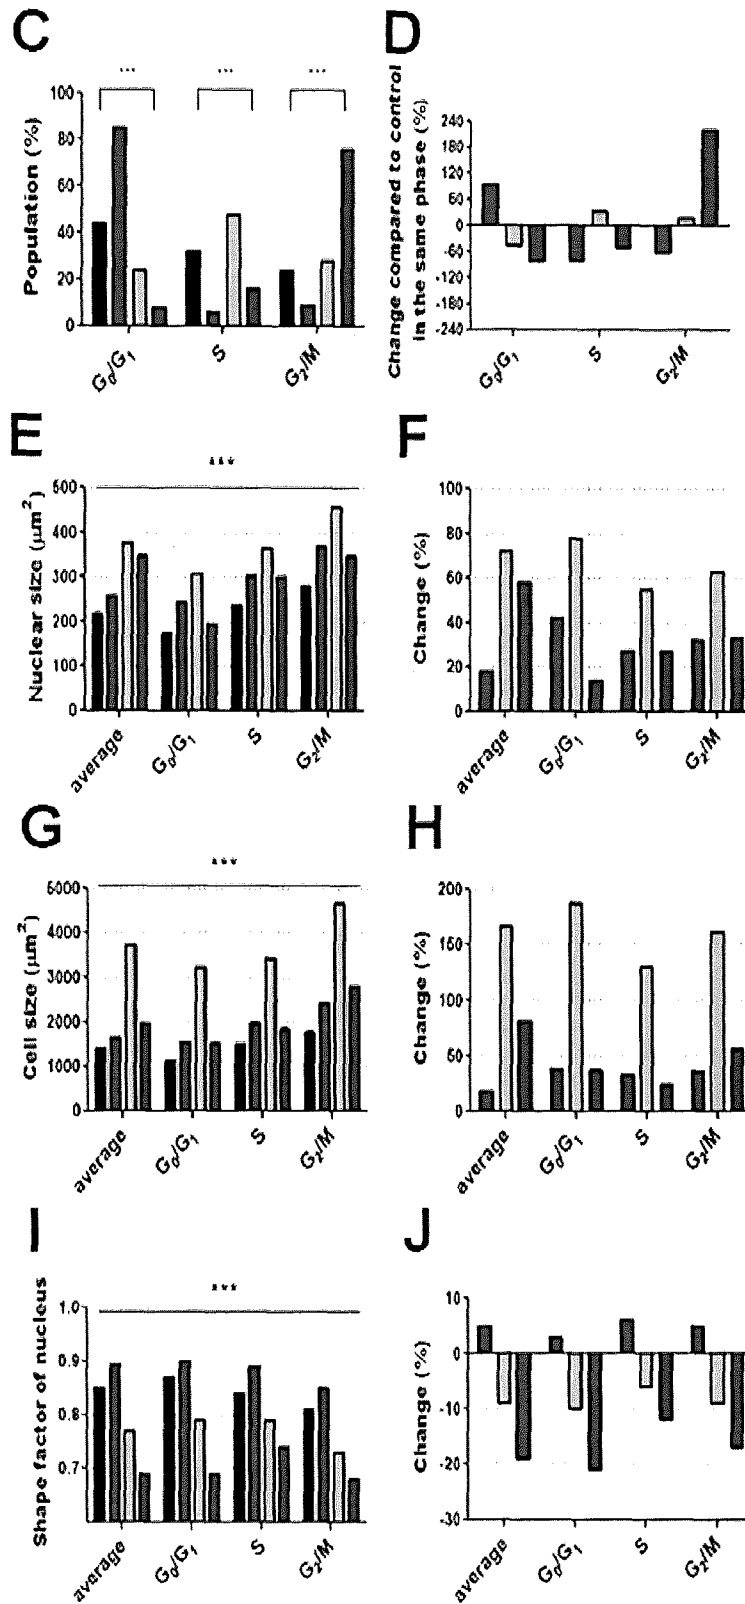 C
D
*** *** ***
Population (%)
100
80
60
40
20
0
G0/G1 S G2/M
Change compared to control
in the same phase (%)
240
180
120
60
0
-60
-120
-180
-240
G0/G1 S G2/M
E
F
***
Nuclear size (µm²)
500
400
300
200
100
0
average G0/G1 S G2/M
Change (%)
100
80
60
40
20
0
average G0/G1 S G2/M
G
H
***
Cell size (µm²)
5000
4000
3000
2000
1000
0
average G0/G1 S G2/M
Change (%)
200
150
100
50
0
average G0/G1 S G2/M
I
J
***
Shape factor of nucleus
1.0
0.9
0.8
0.7
average G0/G1 S G2/M
Change (%)
10
0
-10
-20
-30
average G0/G1 S G2/M